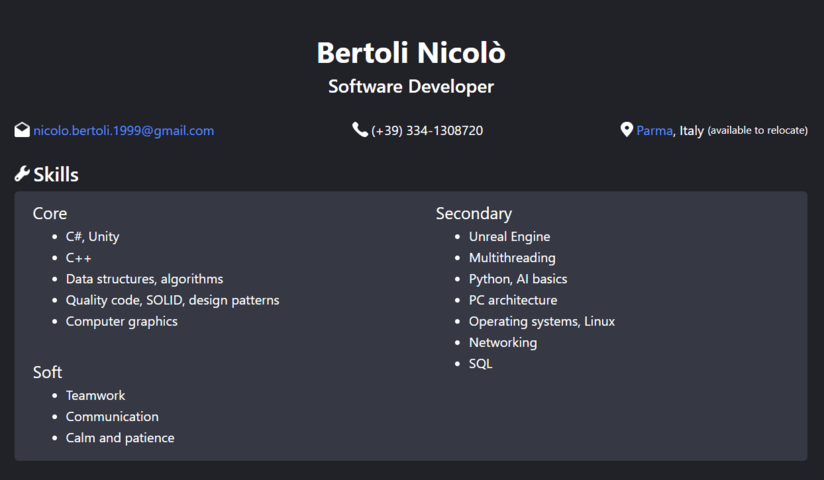 Bertoli Nicolò
Software Developer
nicolo.bertoli.1999@gmail.com
(+39) 334-1308720
Parma, Italy (available to relocate)
Skills
Core
C#, Unity
C++
Data structures, algorithms
Quality code, SOLID, design patterns
Computer graphics
Soft
Teamwork
Communication
Calm and patience
Secondary
Unreal Engine
Multithreading
Python, AI basics
PC architecture
Operating systems, Linux
Networking
SQL